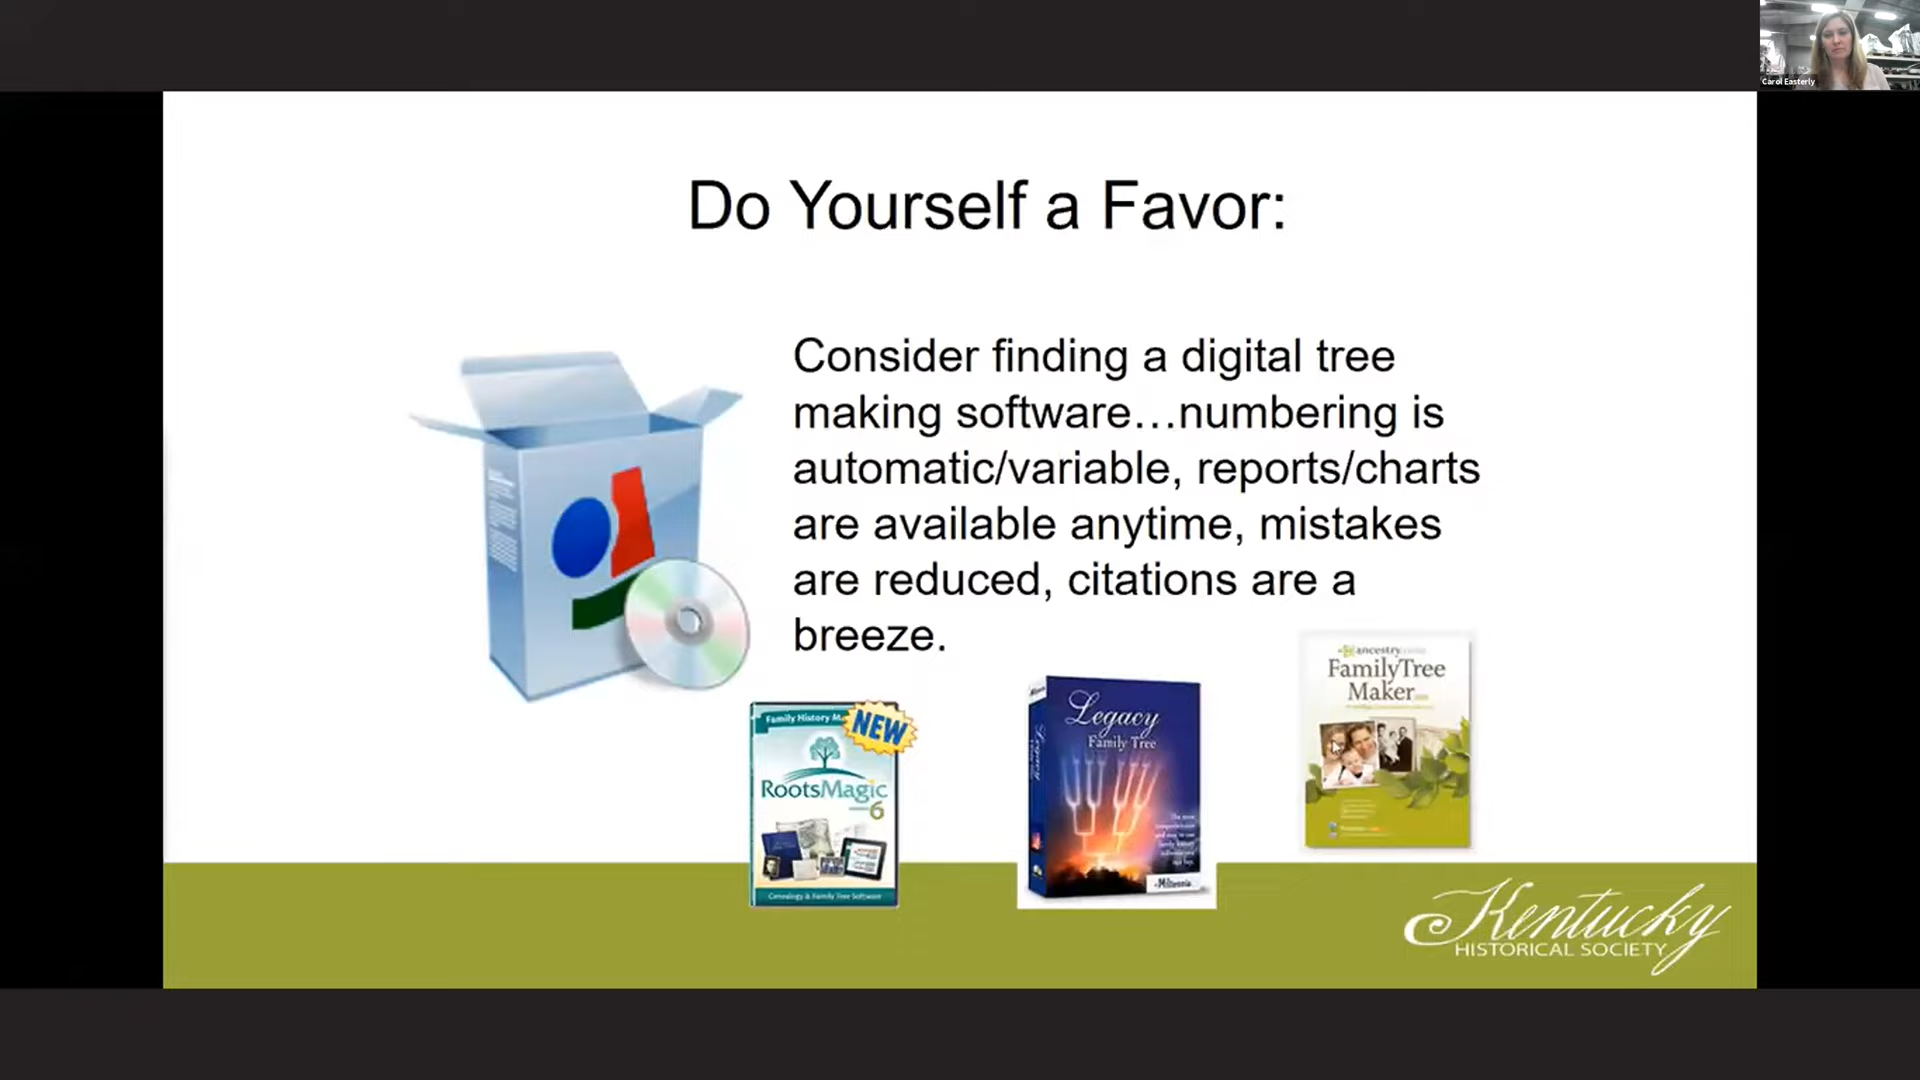 Carol Easterly
Do Yourself a Favor:
Consider finding a digital tree
making software…numbering is
automatic/variable, reports/charts
are available anytime, mistakes
are reduced, citations are a
breeze.
Family History M
NEW
RootsMagic
6
Genealogy & Family Tree Software
Legacy
Family Tree
Legacy
Millennia
ancestry
FamilyTree
Maker
Kentucky
HISTORICAL SOCIETY